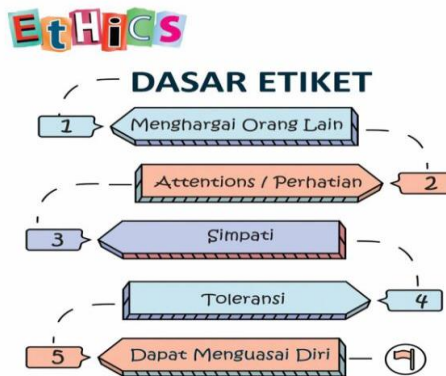 EtHiCS
DASAR ETIKET
1 Menghargai Orang Lain
Attentions / Perhatian 2
3 Simpati
Toleransi 4
5 Dapat Menguasai Diri